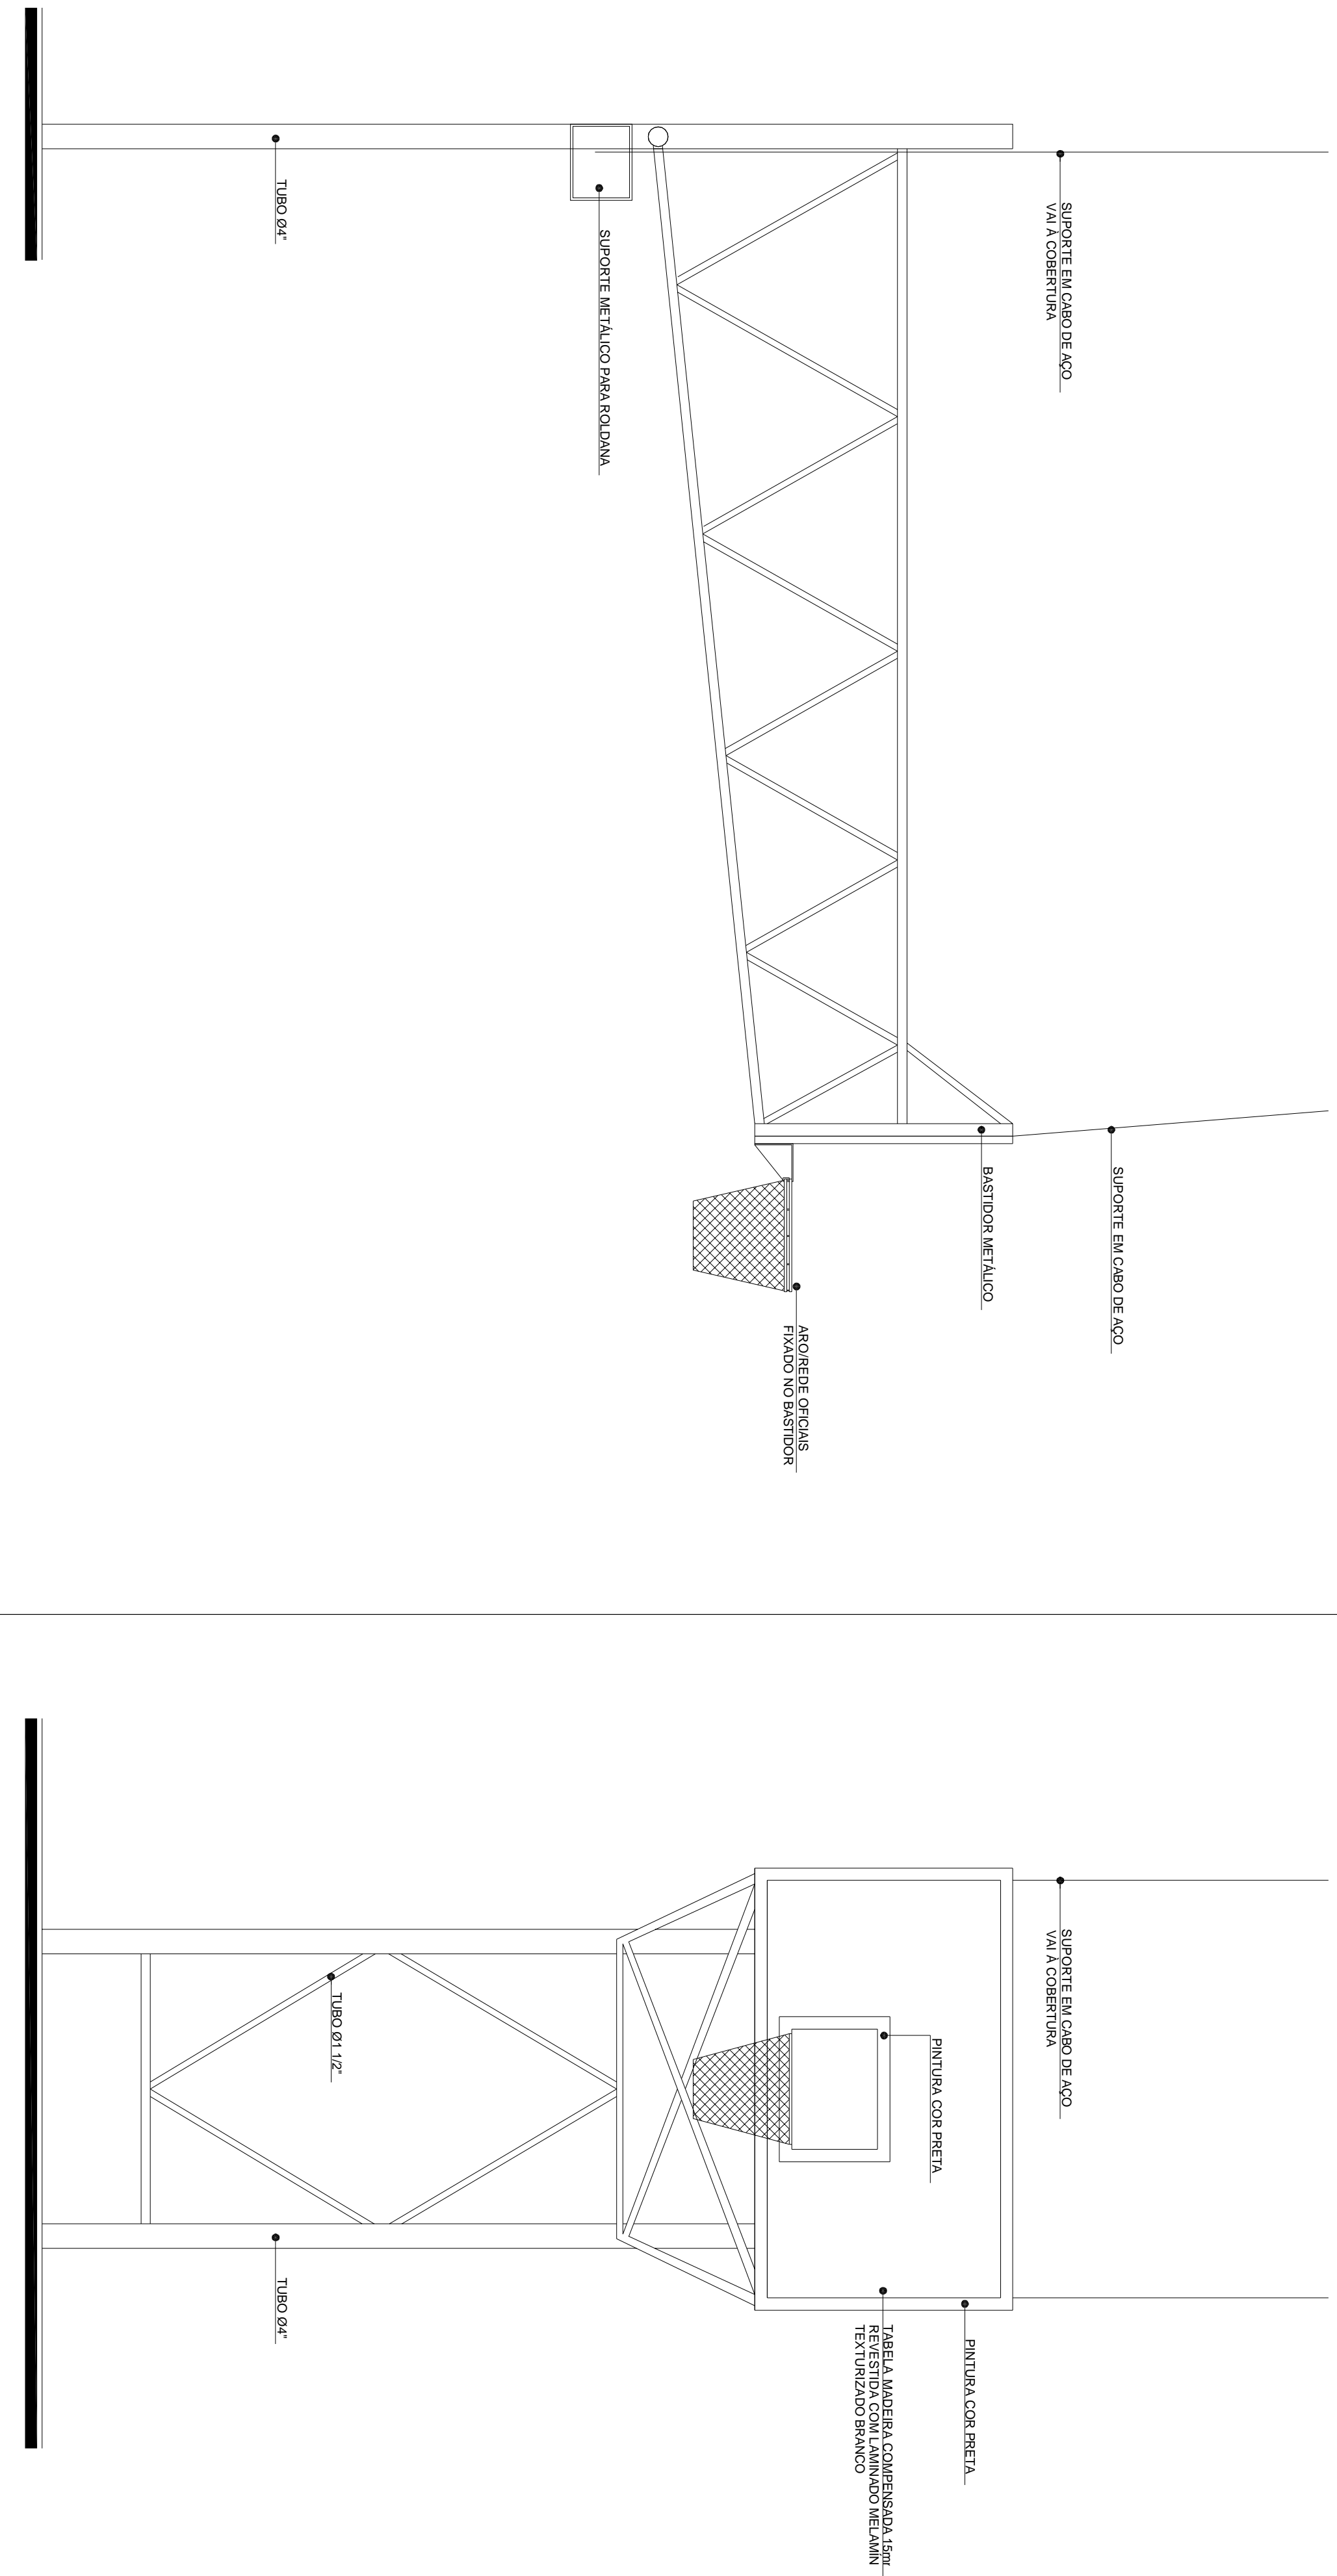 SUPORTE EM CABO DE AÇO
VAI À COBERTURA
SUPORTE EM CABO DE AÇO
BASTIDOR METÁLICO
ARO/REDE OFICIAIS
FIXADO NO BASTIDOR
SUPORTE METÁLICO PARA ROLDANA
TUBO Ø4"
SUPORTE EM CABO DE AÇO
VAI À COBERTURA
PINTURA COR PRETA
PINTURA COR PRETA
TABELA MADEIRA COMPENSADA 15mr
REVESTIDA COM LAMINADO MELAMÍN
TEXTURIZADO BRANCO
TUBO Ø1 1/2"
TUBO Ø4"